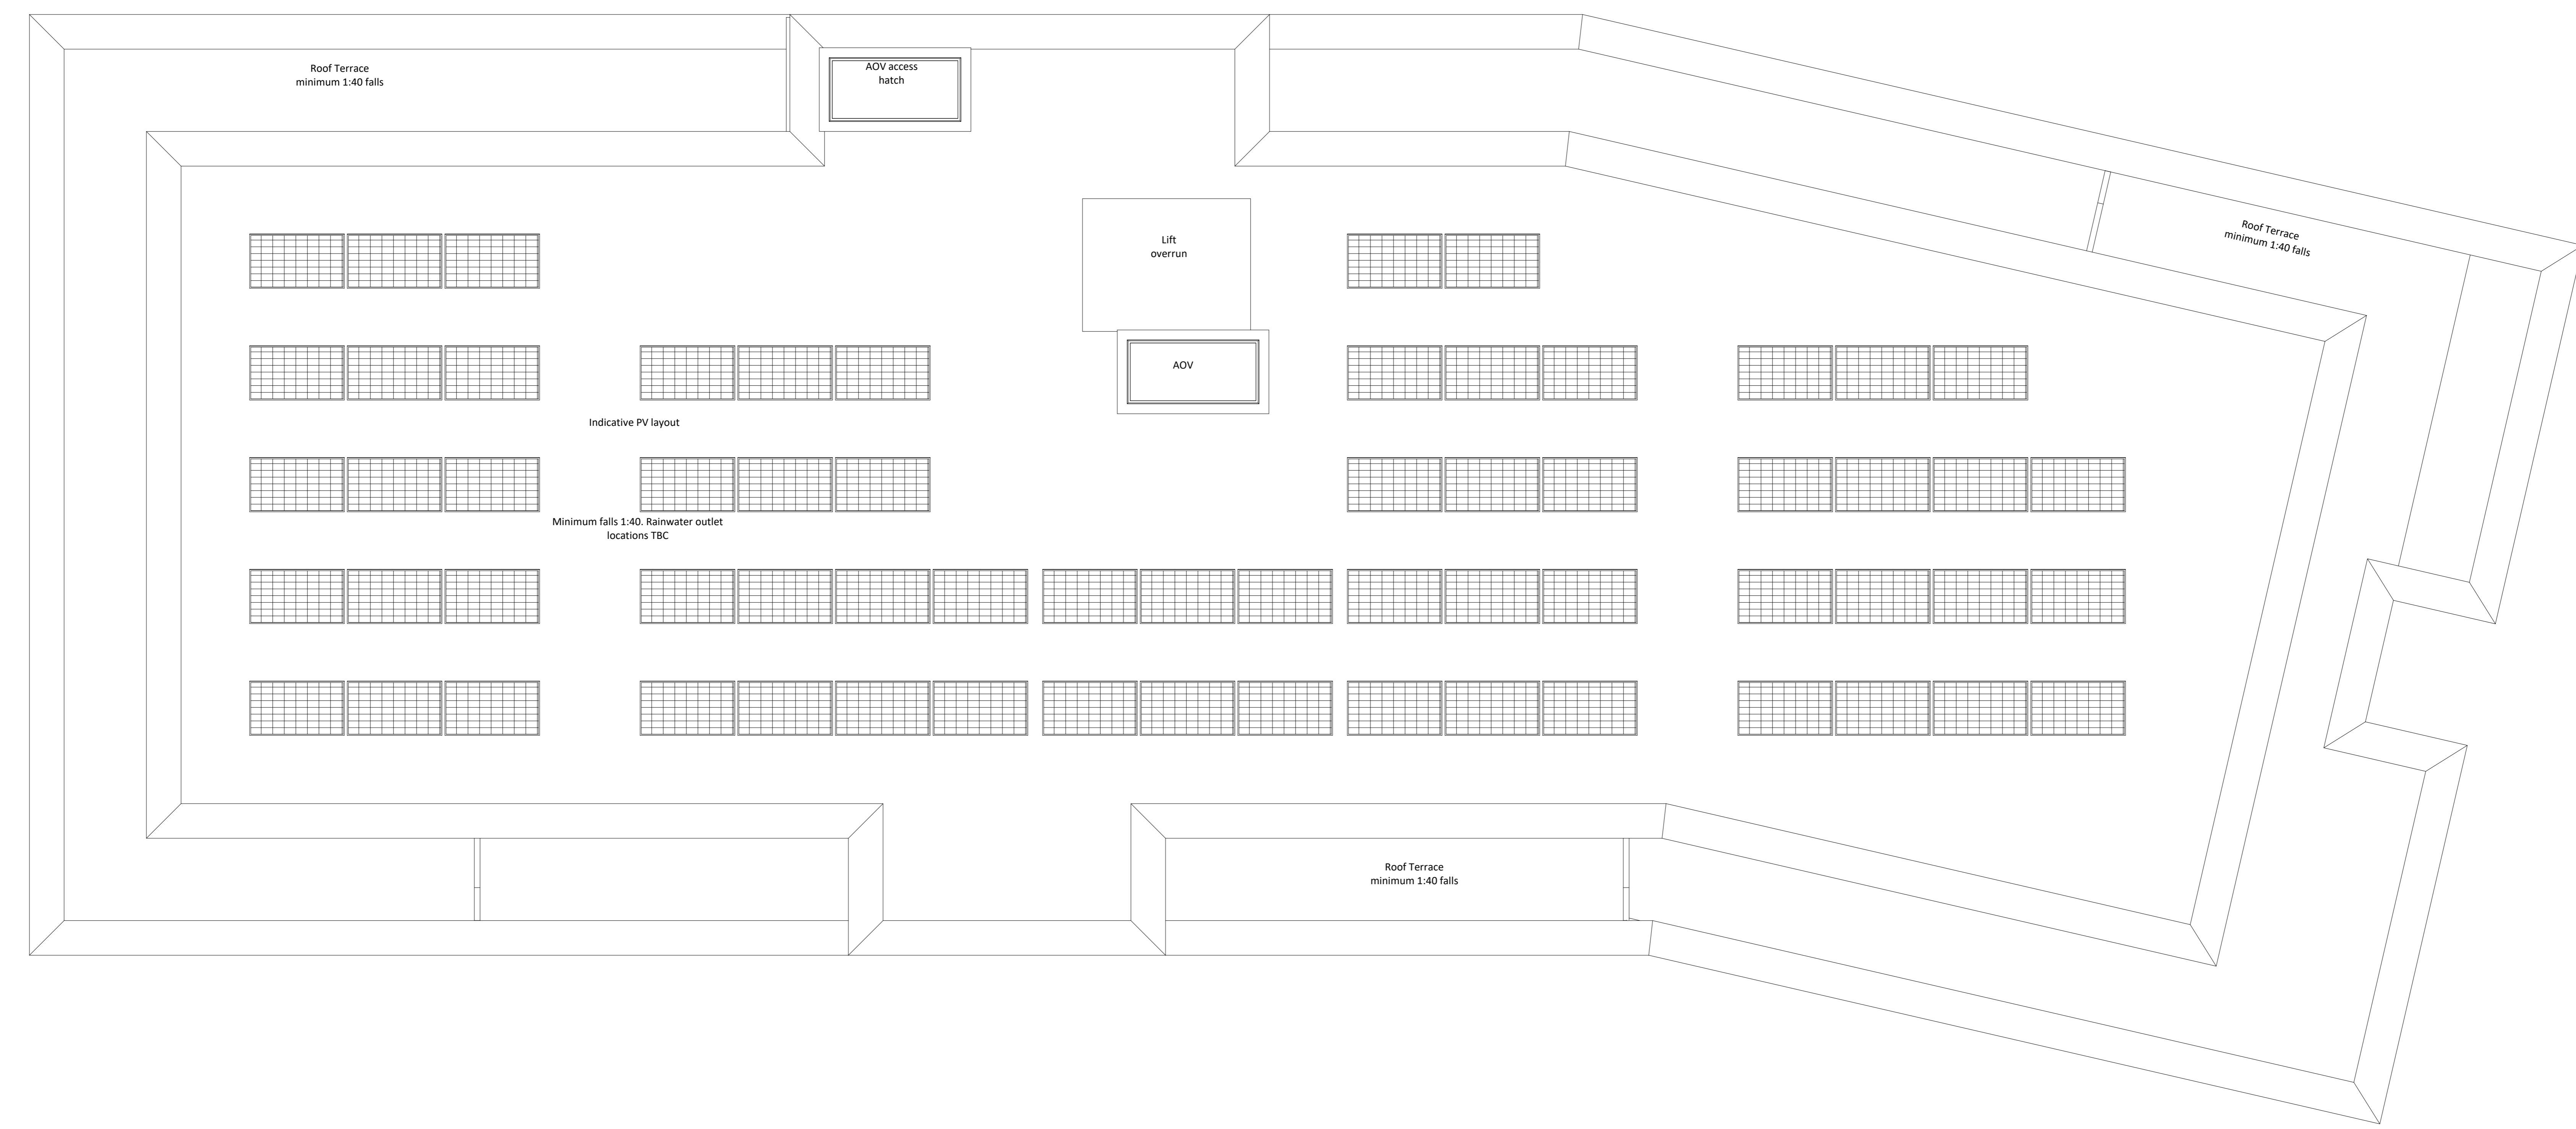 Roof Terrace
minimum 1:40 falls
AOV access
hatch
Roof Terrace
minimum 1:40 falls
Lift
overrun
AOV
Indicative PV layout
Minimum falls 1:40. Rainwater outlet
locations TBC
Roof Terrace
minimum 1:40 falls